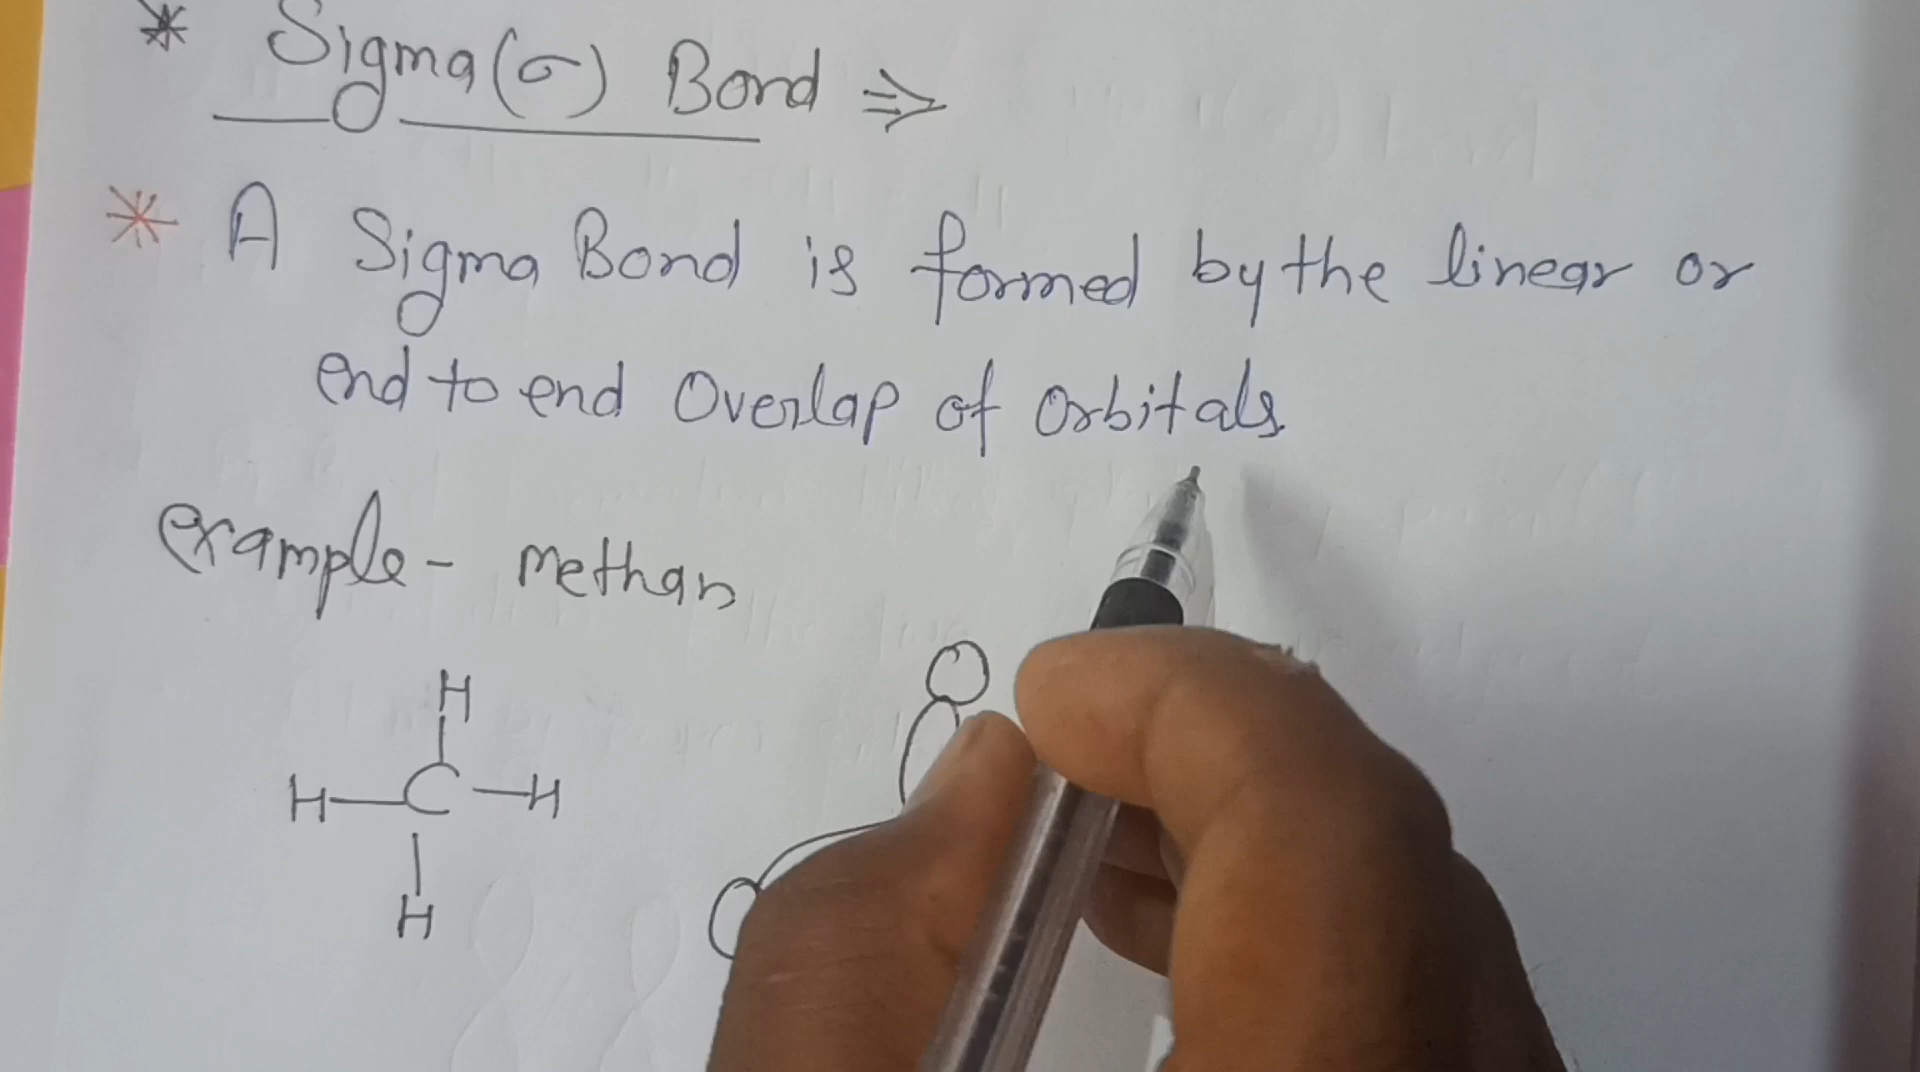 * Sigma (σ) Bond ⇒
* A Sigma Bond is formed by the linear or
end to end Overlap of Orbitals
example - methan
H
H-C-H
H